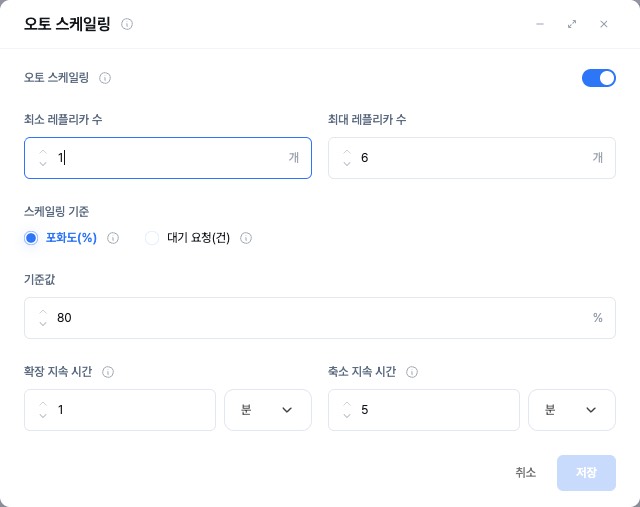 오토 스케일링
오토 스케일링
최소 레플리카 수 최대 레플리카 수
1 개 6 개
스케일링 기준
포화도(%) 대기 요청(건)
기준값
80 %
확장 지속 시간 축소 지속 시간
1 분 5 분
취소 저장